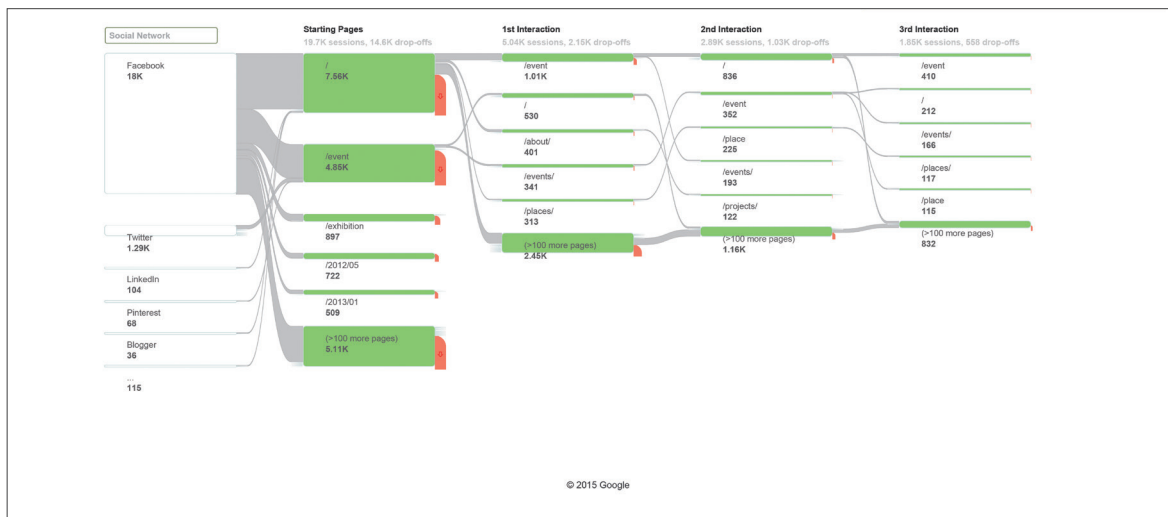 Social Network
Facebook
18K
Twitter
1.29K
LinkedIn
104
Pinterest
68
Blogger
36
...
115
Starting Pages
19.7K sessions, 14.6K drop-offs
/
7.56K
/event
4.85K
/exhibition
897
/2012/05
722
/2013/01
509
(>100 more pages)
5.11K
1st Interaction
5.04K sessions, 2.15K drop-offs
/event
1.01K
/
530
/about/
401
/events/
341
/places/
313
(>100 more pages)
2.45K
2nd Interaction
2.89K sessions, 1.03K drop-offs
/
836
/event
352
/place
225
/events/
193
/projects/
122
(>100 more pages)
1.16K
3rd Interaction
1.85K sessions, 558 drop-offs
/event
410
/
212
/events/
166
/places/
117
/place
115
(>100 more pages)
832
© 2015 Google